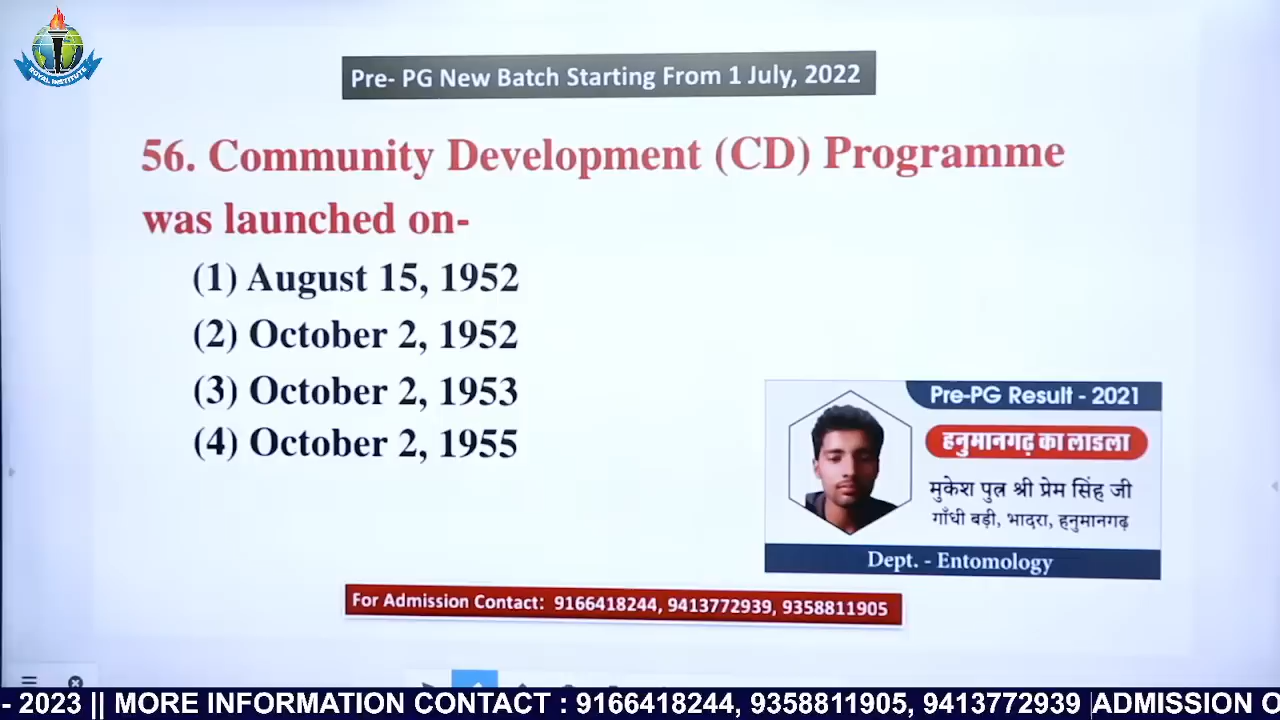 ROYAL INSTITUTE
Pre- PG New Batch Starting From 1 July, 2022
56. Community Development (CD) Programme
was launched on-
(1) August 15, 1952
(2) October 2, 1952
(3) October 2, 1953
(4) October 2, 1955
Pre-PG Result - 2021
हनुमानगढ़ का लाडला
मुकेश पुत्र श्री प्रेम सिंह जी
गाँधी बड़ी, भादरा, हनुमानगढ़
Dept. - Entomology
For Admission Contact: 9166418244, 9413772939, 9358811905
- 2023 || MORE INFORMATION CONTACT : 9166418244, 9358811905, 9413772939 |ADMISSION O